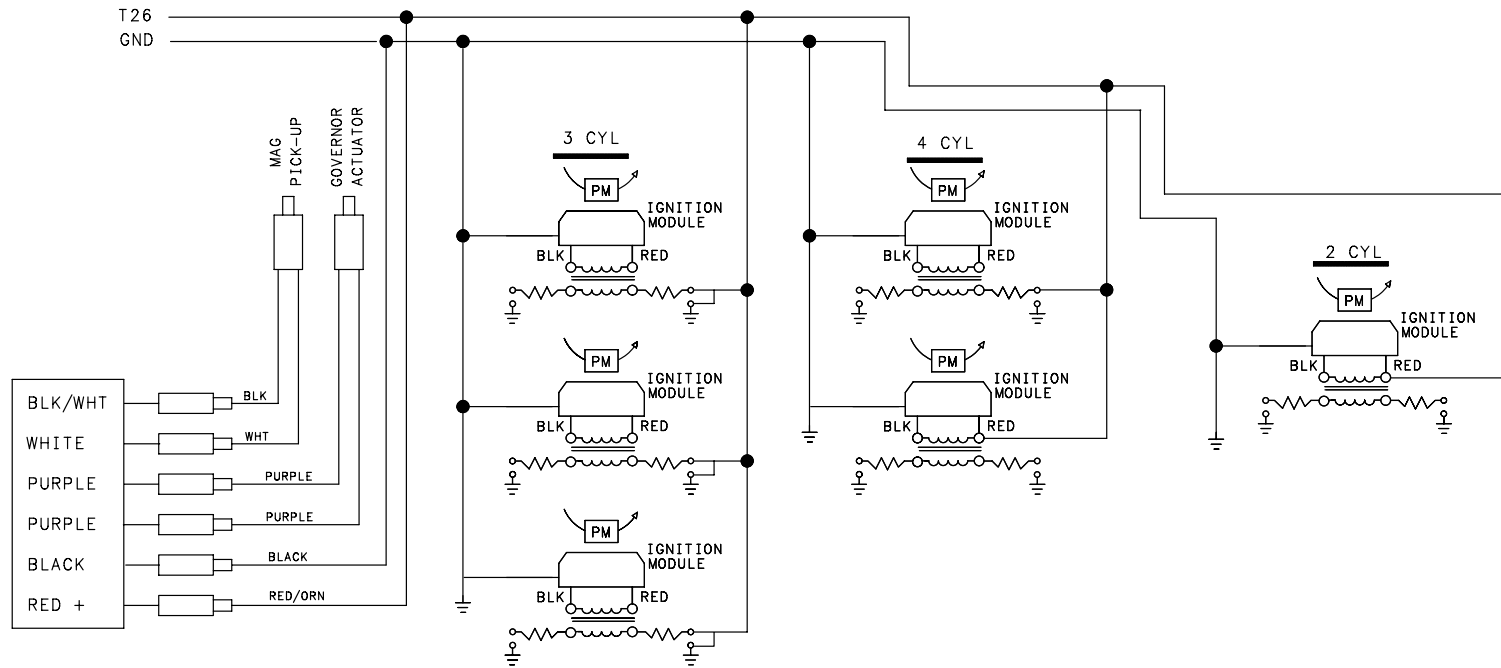 T26
GND
MAG
PICK-UP
GOVERNOR
ACTUATOR
BLK/WHT
BLK
WHITE
WHT
PURPLE
PURPLE
PURPLE
PURPLE
BLACK
BLACK
RED +
RED/ORN
3 CYL
PM
IGNITION
MODULE
BLK
RED
PM
IGNITION
MODULE
BLK
RED
PM
IGNITION
MODULE
BLK
RED
4 CYL
PM
IGNITION
MODULE
BLK
RED
PM
IGNITION
MODULE
BLK
RED
2 CYL
PM
IGNITION
MODULE
BLK
RED